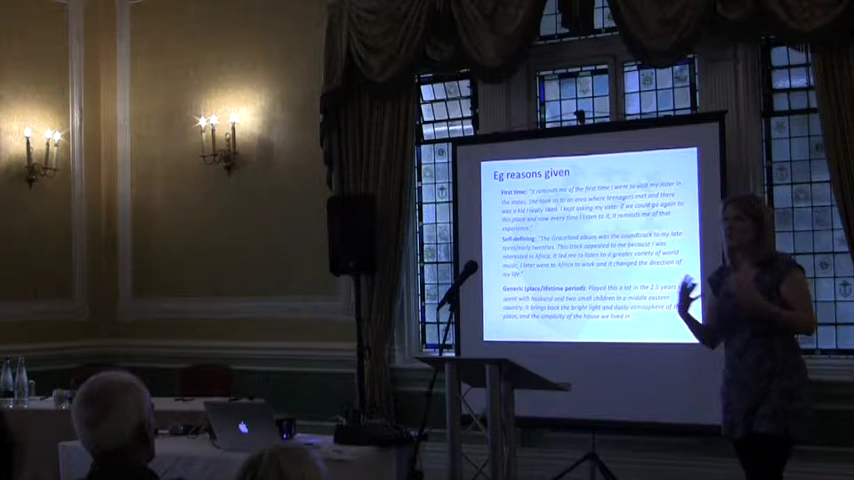 Eg reasons given
First time: "It reminds me of the first time I went to visit my sister in
the states. She took us to an area where teenagers met and there
was a kid I really liked. I kept asking my sister if we could go again to
this place and now every time I listen to it, it reminds me of that
experience."
Self-defining: "The Graceland album was the soundtrack to my late
teens/early twenties. This track appealed to me because I was
interested in Africa. It led me to listen to a greater variety of world
music, I later went to Africa to work and it changed the direction of
my life."
Generic (place/lifetime period): Played this a lot in the 2.5 years
spent with husband and two small children in a middle eastern
country. It brings back the bright light and dusty atmosphere of
place, and the simplicity of the house we lived in